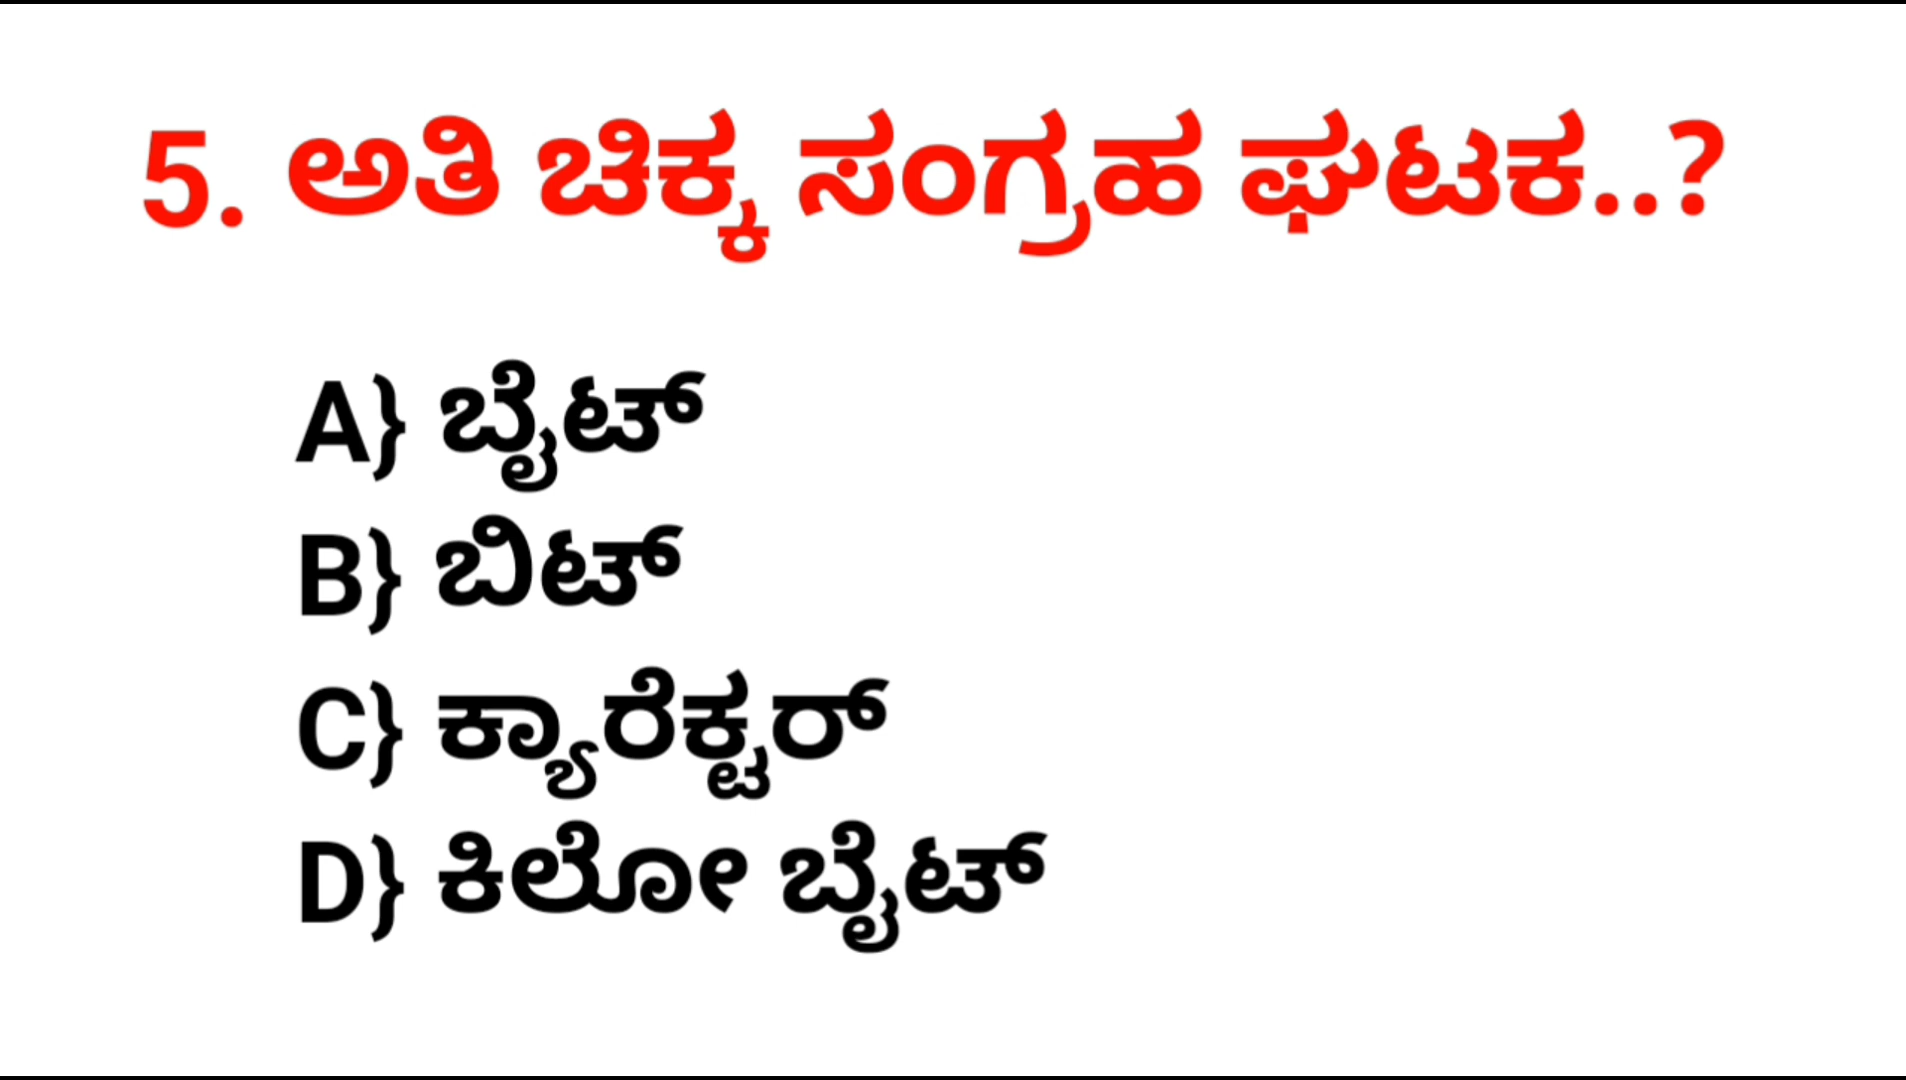 5. ಅತಿ ಚಿಕ್ಕ ಸಂಗ್ರಹ ಘಟಕ..?
A} ಬೈಟ್
B} ಬಿಟ್
C} ಕ್ಯಾರೆಕ್ಟರ್
D} ಕಿಲೋ ಬೈಟ್